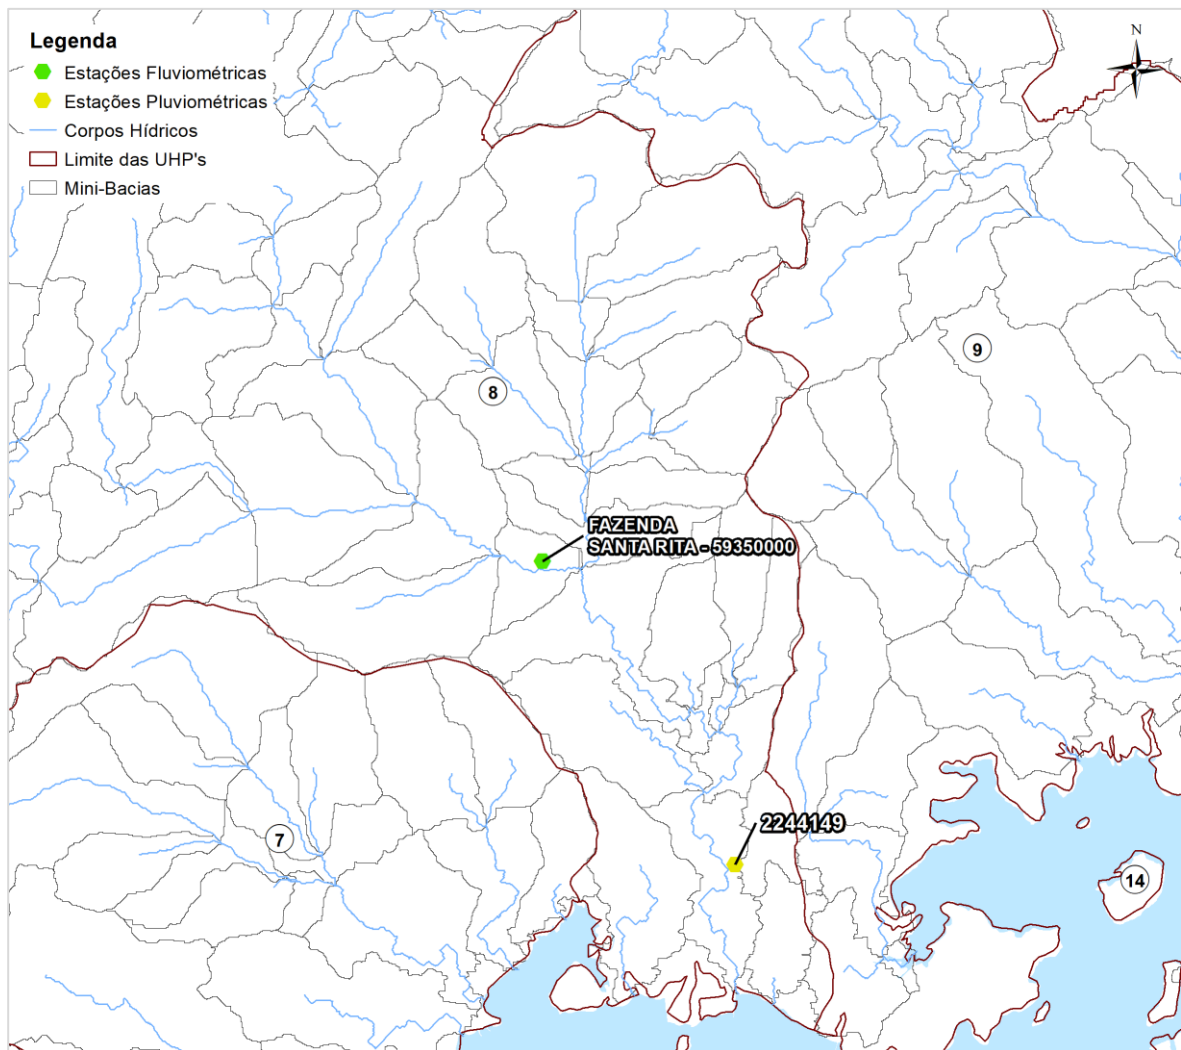 Legenda
Estações Fluviométricas
Estações Pluviométricas
Corpos Hídricos
Limite das UHP's
Mini-Bacias
N
9
8
FAZENDA
SANTA RITA - 59350000
2244149
7
14